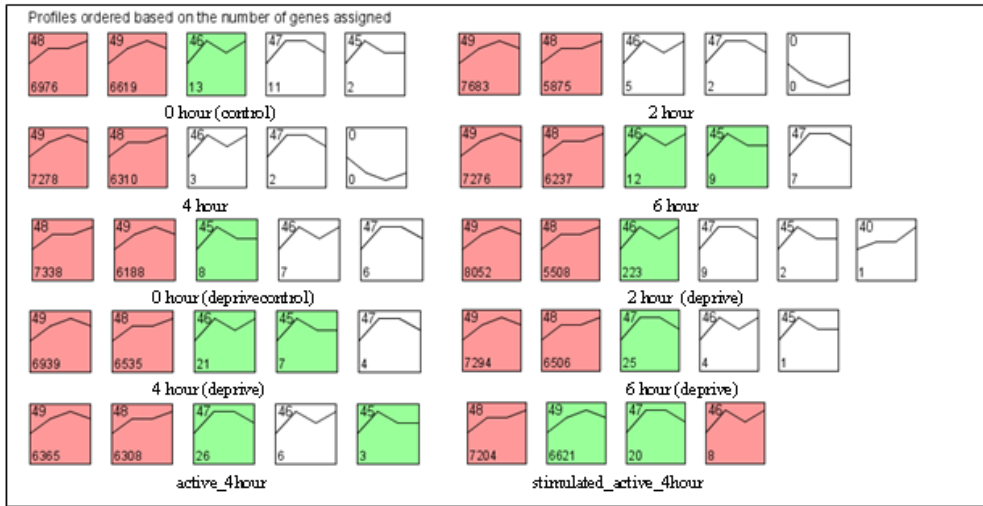 Profiles ordered based on the number of genes assigned
48 49 46 47 45
6976 6619 13 11 2
0 hour (control)
49 48 46 47 0
7683 5875 5 2 0
2 hour
49 48 46 47 0
7278 6310 3 2 0
4 hour
49 48 46 45 47
7276 6237 12 9 7
6 hour
48 49 45 46 47
7338 6188 8 7 6
0 hour (deprivecontrol)
49 48 46 47 45 40
8052 5508 223 9 2 1
2 hour (deprive)
49 48 46 45 47
6939 6535 21 7 4
4 hour (deprive)
49 48 47 46 45
7294 6506 25 4 1
6 hour (deprive)
49 48 47 46 45
6365 6308 26 6 3
active_4hour
48 49 47 46
7204 6621 20 8
stimulated_active_4hour